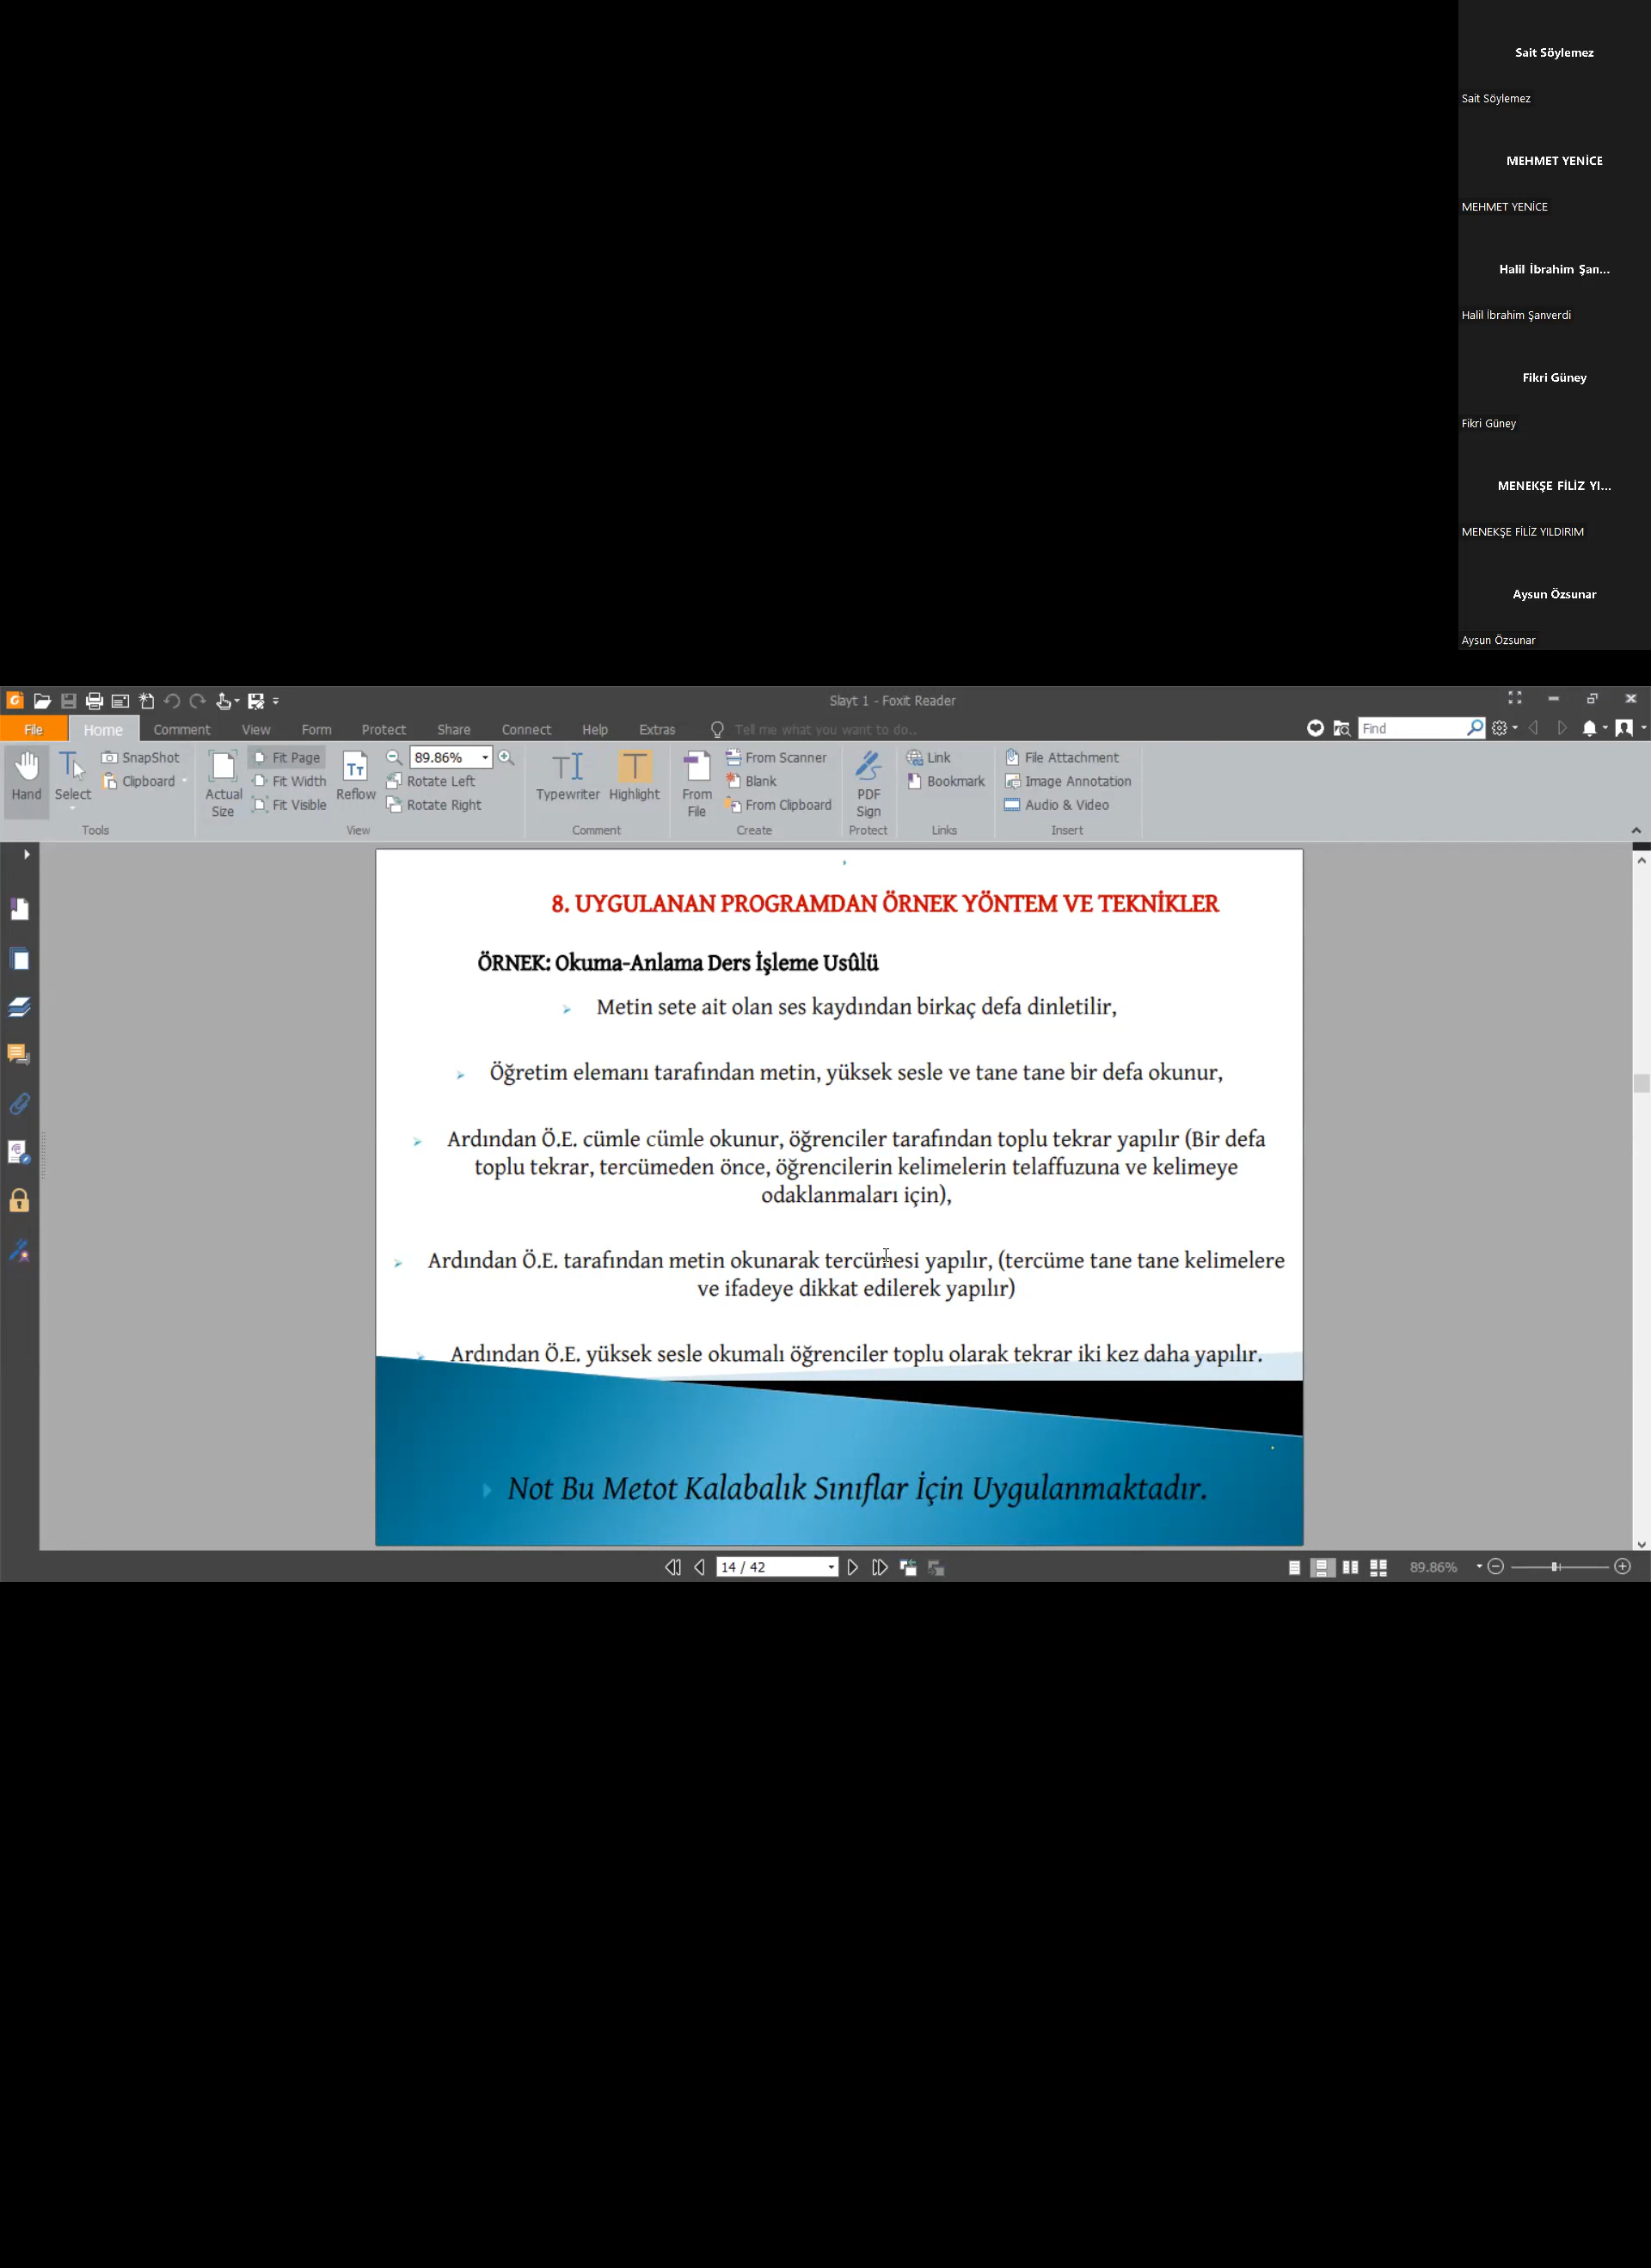 Sait Söylemez
Sait Söylemez
MEHMET YENİCE
MEHMET YENİCE
Halil İbrahim Şan...
Halil İbrahim Şanverdi
Fikri Güney
Fikri Güney
MENEKŞE FİLİZ YI...
MENEKŞE FİLİZ YILDIRIM
Aysun Özsunar
Aysun Özsunar
Slayt 1 - Foxit Reader
File Home Comment View Form Protect Share Connect Help Extras Tell me what you want to do.. Find
Hand Select SnapShot Clipboard Actual Size Fit Page Fit Width Fit Visible Reflow 89.86% Rotate Left Rotate Right Typewriter Highlight From File From Scanner Blank From Clipboard PDF Sign Link Bookmark File Attachment Image Annotation Audio & Video
Tools View Comment Create Protect Links Insert
8. UYGULANAN PROGRAMDAN ÖRNEK YÖNTEM VE TEKNİKLER
ÖRNEK: Okuma-Anlama Ders İşleme Usûlü
Metin sete ait olan ses kaydından birkaç defa dinletilir,
Öğretim elemanı tarafından metin, yüksek sesle ve tane tane bir defa okunur,
Ardından Ö.E. cümle cümle okunur, öğrenciler tarafından toplu tekrar yapılır (Bir defa
toplu tekrar, tercümeden önce, öğrencilerin kelimelerin telaffuzuna ve kelimeye
odaklanmaları için),
Ardından Ö.E. tarafından metin okunarak tercümesi yapılır, (tercüme tane tane kelimelere
ve ifadeye dikkat edilerek yapılır)
Ardından Ö.E. yüksek sesle okumalı öğrenciler toplu olarak tekrar iki kez daha yapılır.
Not Bu Metot Kalabalık Sınıflar İçin Uygulanmaktadır.
14 / 42 89.86%